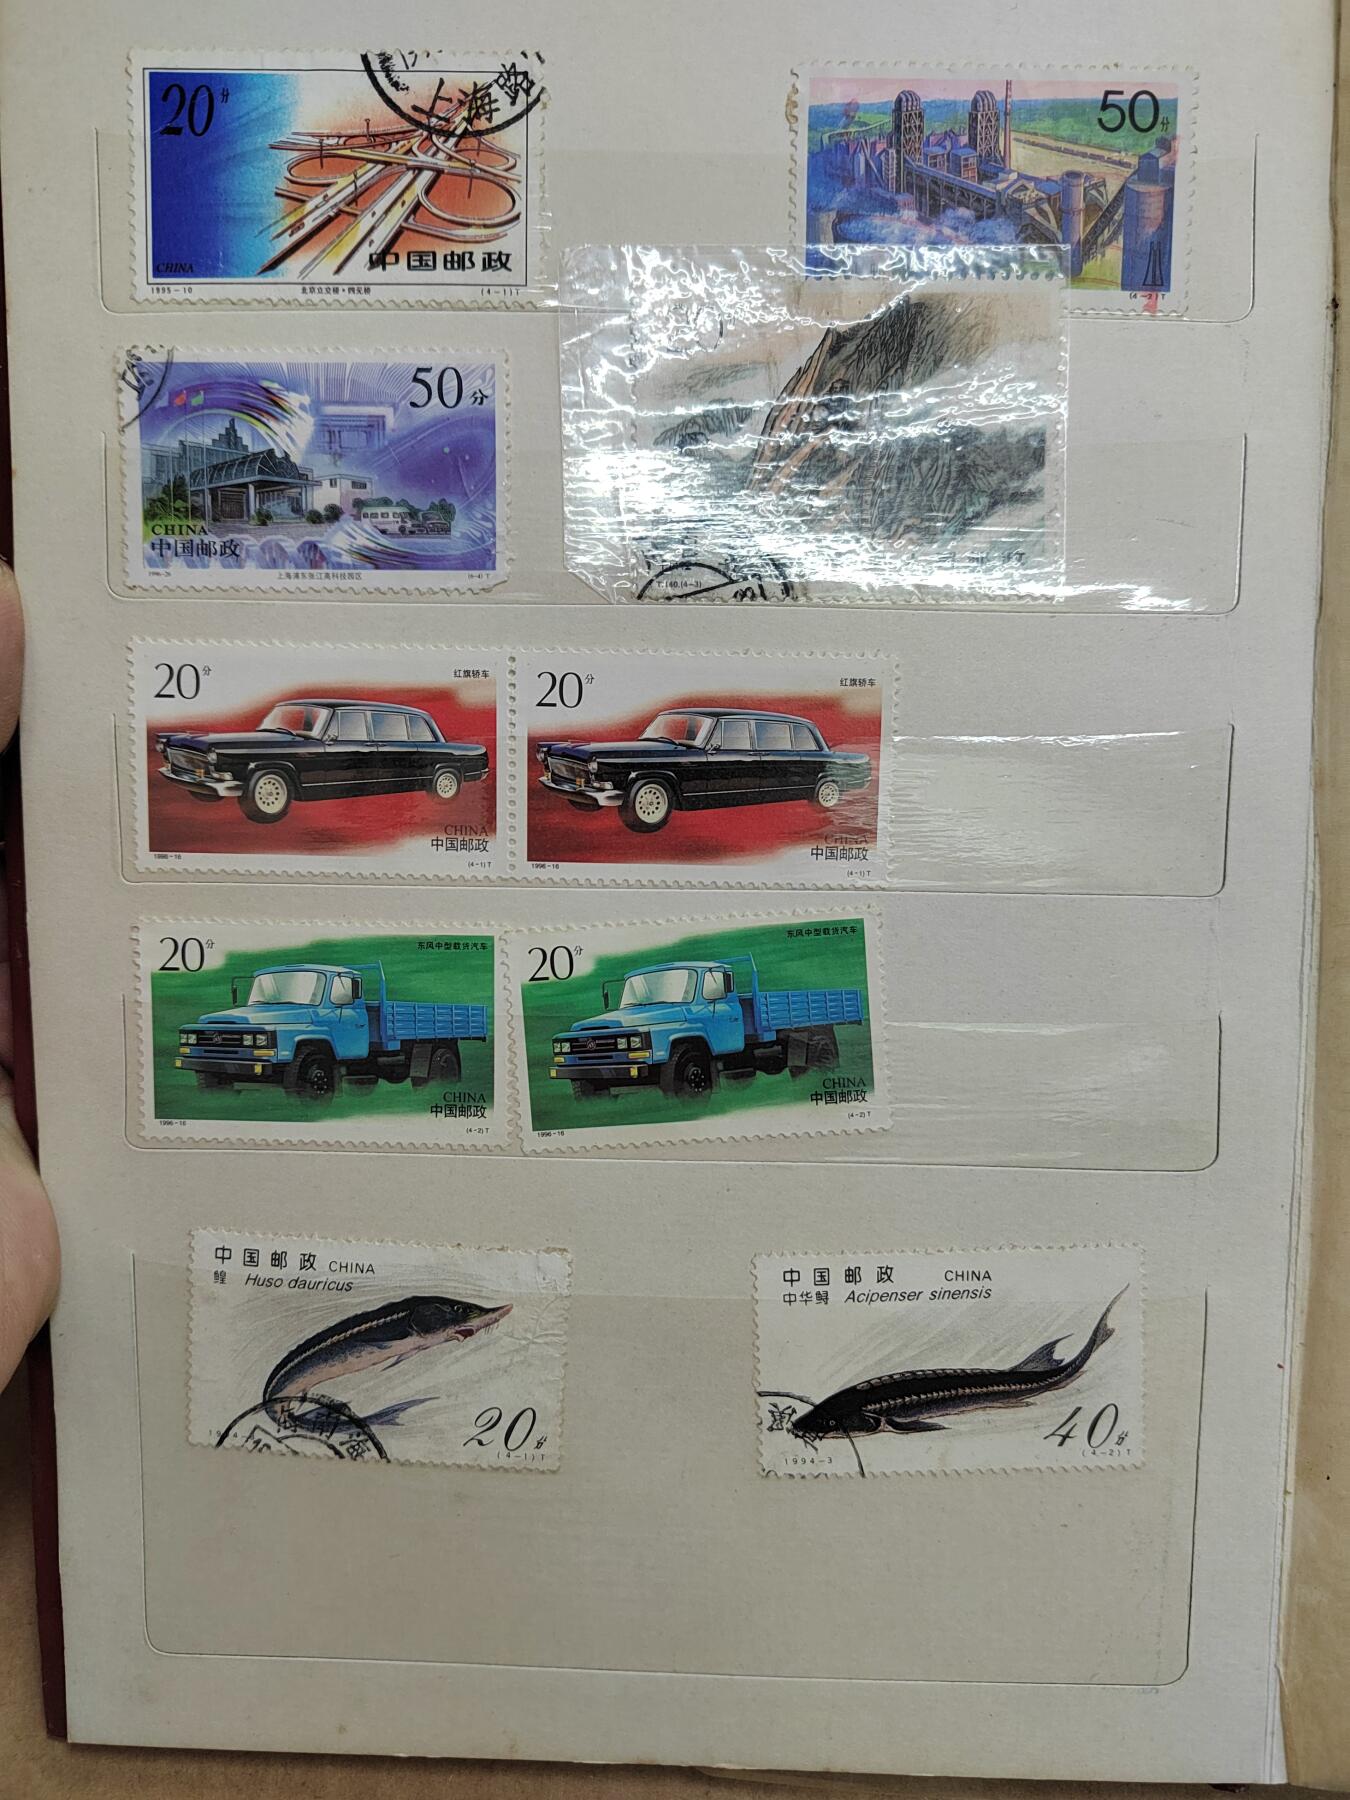 20分
上海路
CHINA
中国邮政
1995-10
北京立交桥·四元桥
(4-1)T
50分
(4-2)T
50分
CHINA
中国邮政
1996-26
上海浦东张江高科技园区
(6-4)T
T.140.(4-3)
20分
红旗轿车
CHINA
中国邮政
1996-16
(4-1)T
20分
红旗轿车
CHINA
中国邮政
1996-16
(4-1)T
20分
东风中型载货汽车
CHINA
中国邮政
1996-16
(4-2)T
20分
东风中型载货汽车
CHINA
中国邮政
1996-16
(4-2)T
中国邮政 CHINA
鳇 Huso dauricus
海南海
20分
(4-1)T
中国邮政 CHINA
中华鲟 Acipenser sinensis
40分
1994-3
(4-2)T